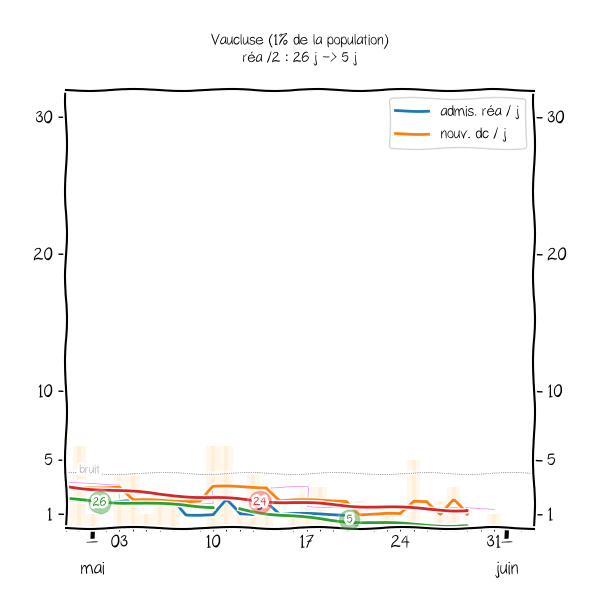 Vaucluse (1% de la population)
réa /2 : 26 j -> 5 j
admis. réa / j
nouv. dc / j
30
30
20
20
10
10
5
5
bruit
26
24
5
1
1
03
10
17
24
31
mai
juin